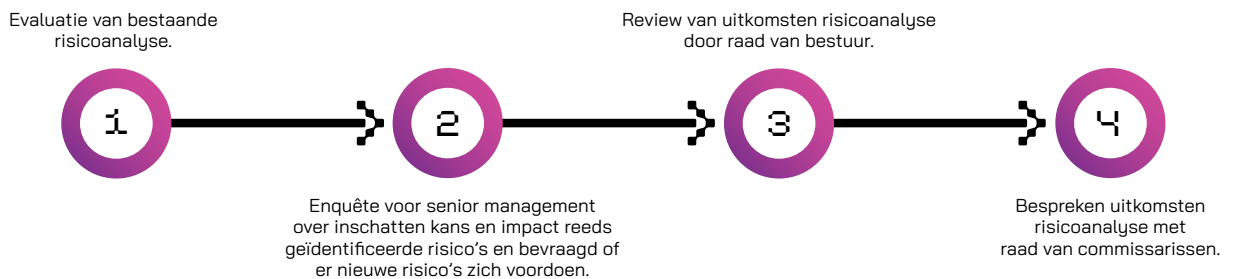 Evaluatie van bestaande
risicoanalyse.
1
Enquête voor senior management
over inschatten kans en impact reeds
geïdentificeerde risico's en bevraagd of
er nieuwe risico's zich voordoen.
2
Review van uitkomsten risicoanalyse
door raad van bestuur.
3
4
Bespreken uitkomsten
risicoanalyse met
raad van commissarissen.